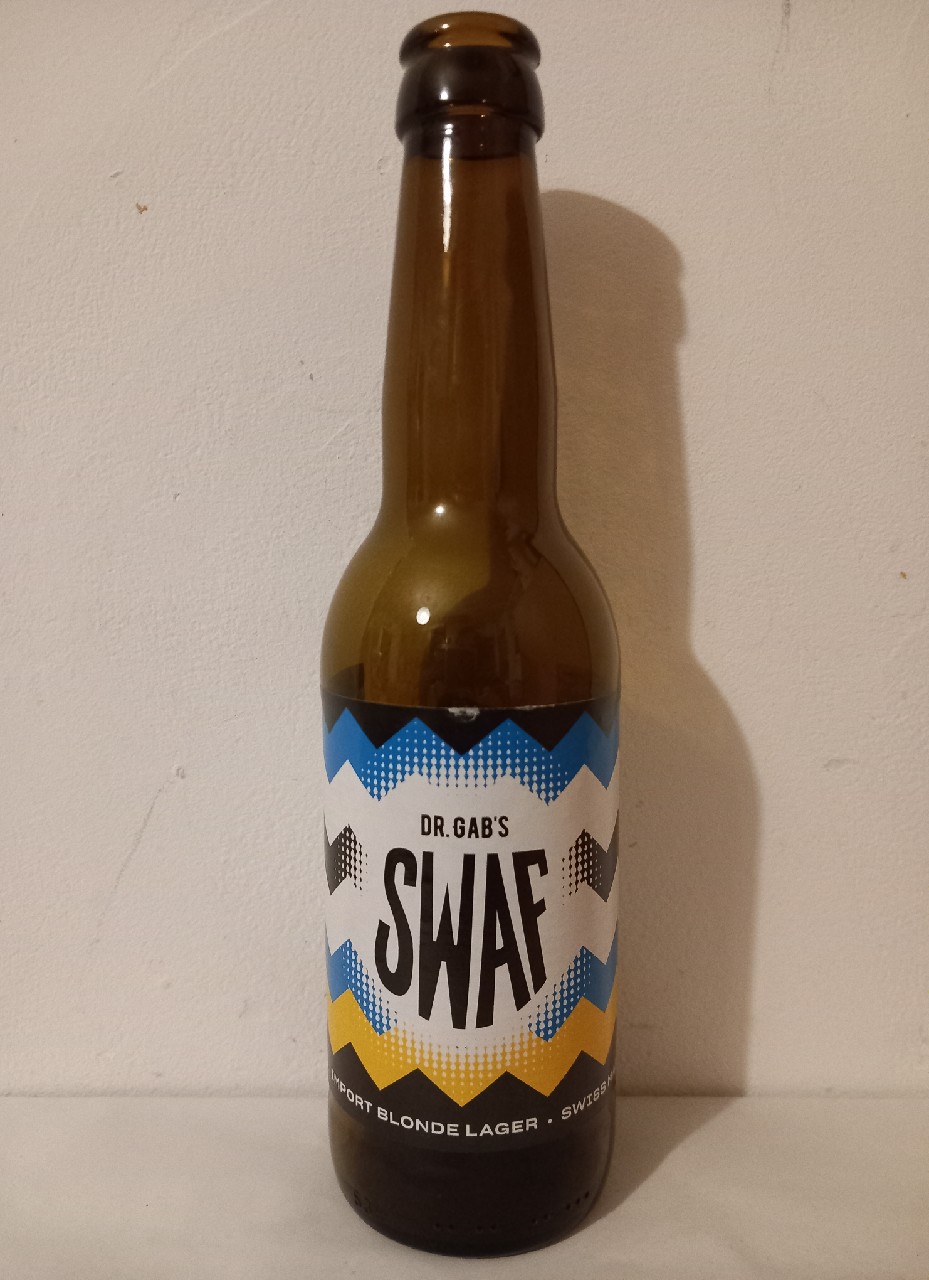 DR. GAB'S
SWAF
IMPORT BLONDE LAGER • SWISS